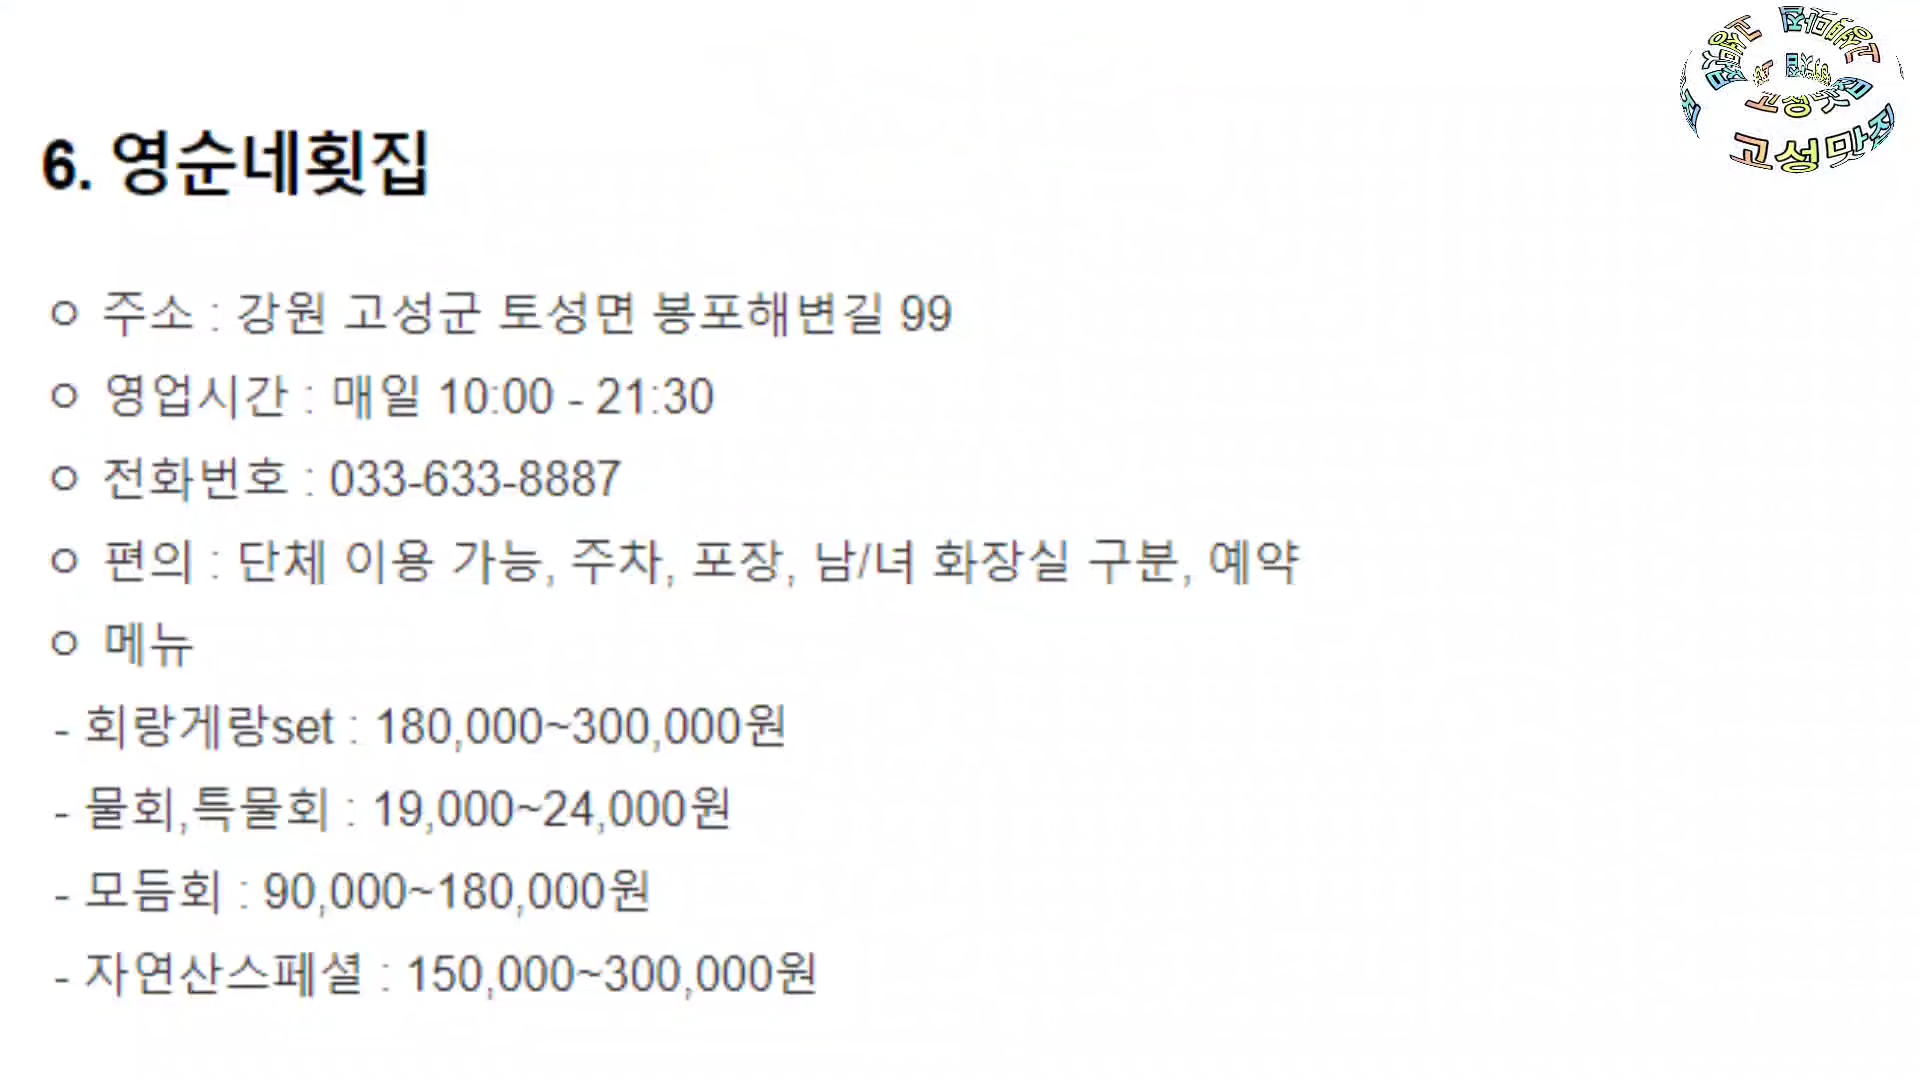 고성맛집
6. 영순네횟집
○ 주소 : 강원 고성군 토성면 봉포해변길 99
○ 영업시간 : 매일 10:00 - 21:30
○ 전화번호 : 033-633-8887
○ 편의 : 단체 이용 가능, 주차, 포장, 남/녀 화장실 구분, 예약
○ 메뉴
- 회랑게랑set : 180,000~300,000원
- 물회,특물회 : 19,000~24,000원
- 모듬회 : 90,000~180,000원
- 자연산스페셜 : 150,000~300,000원